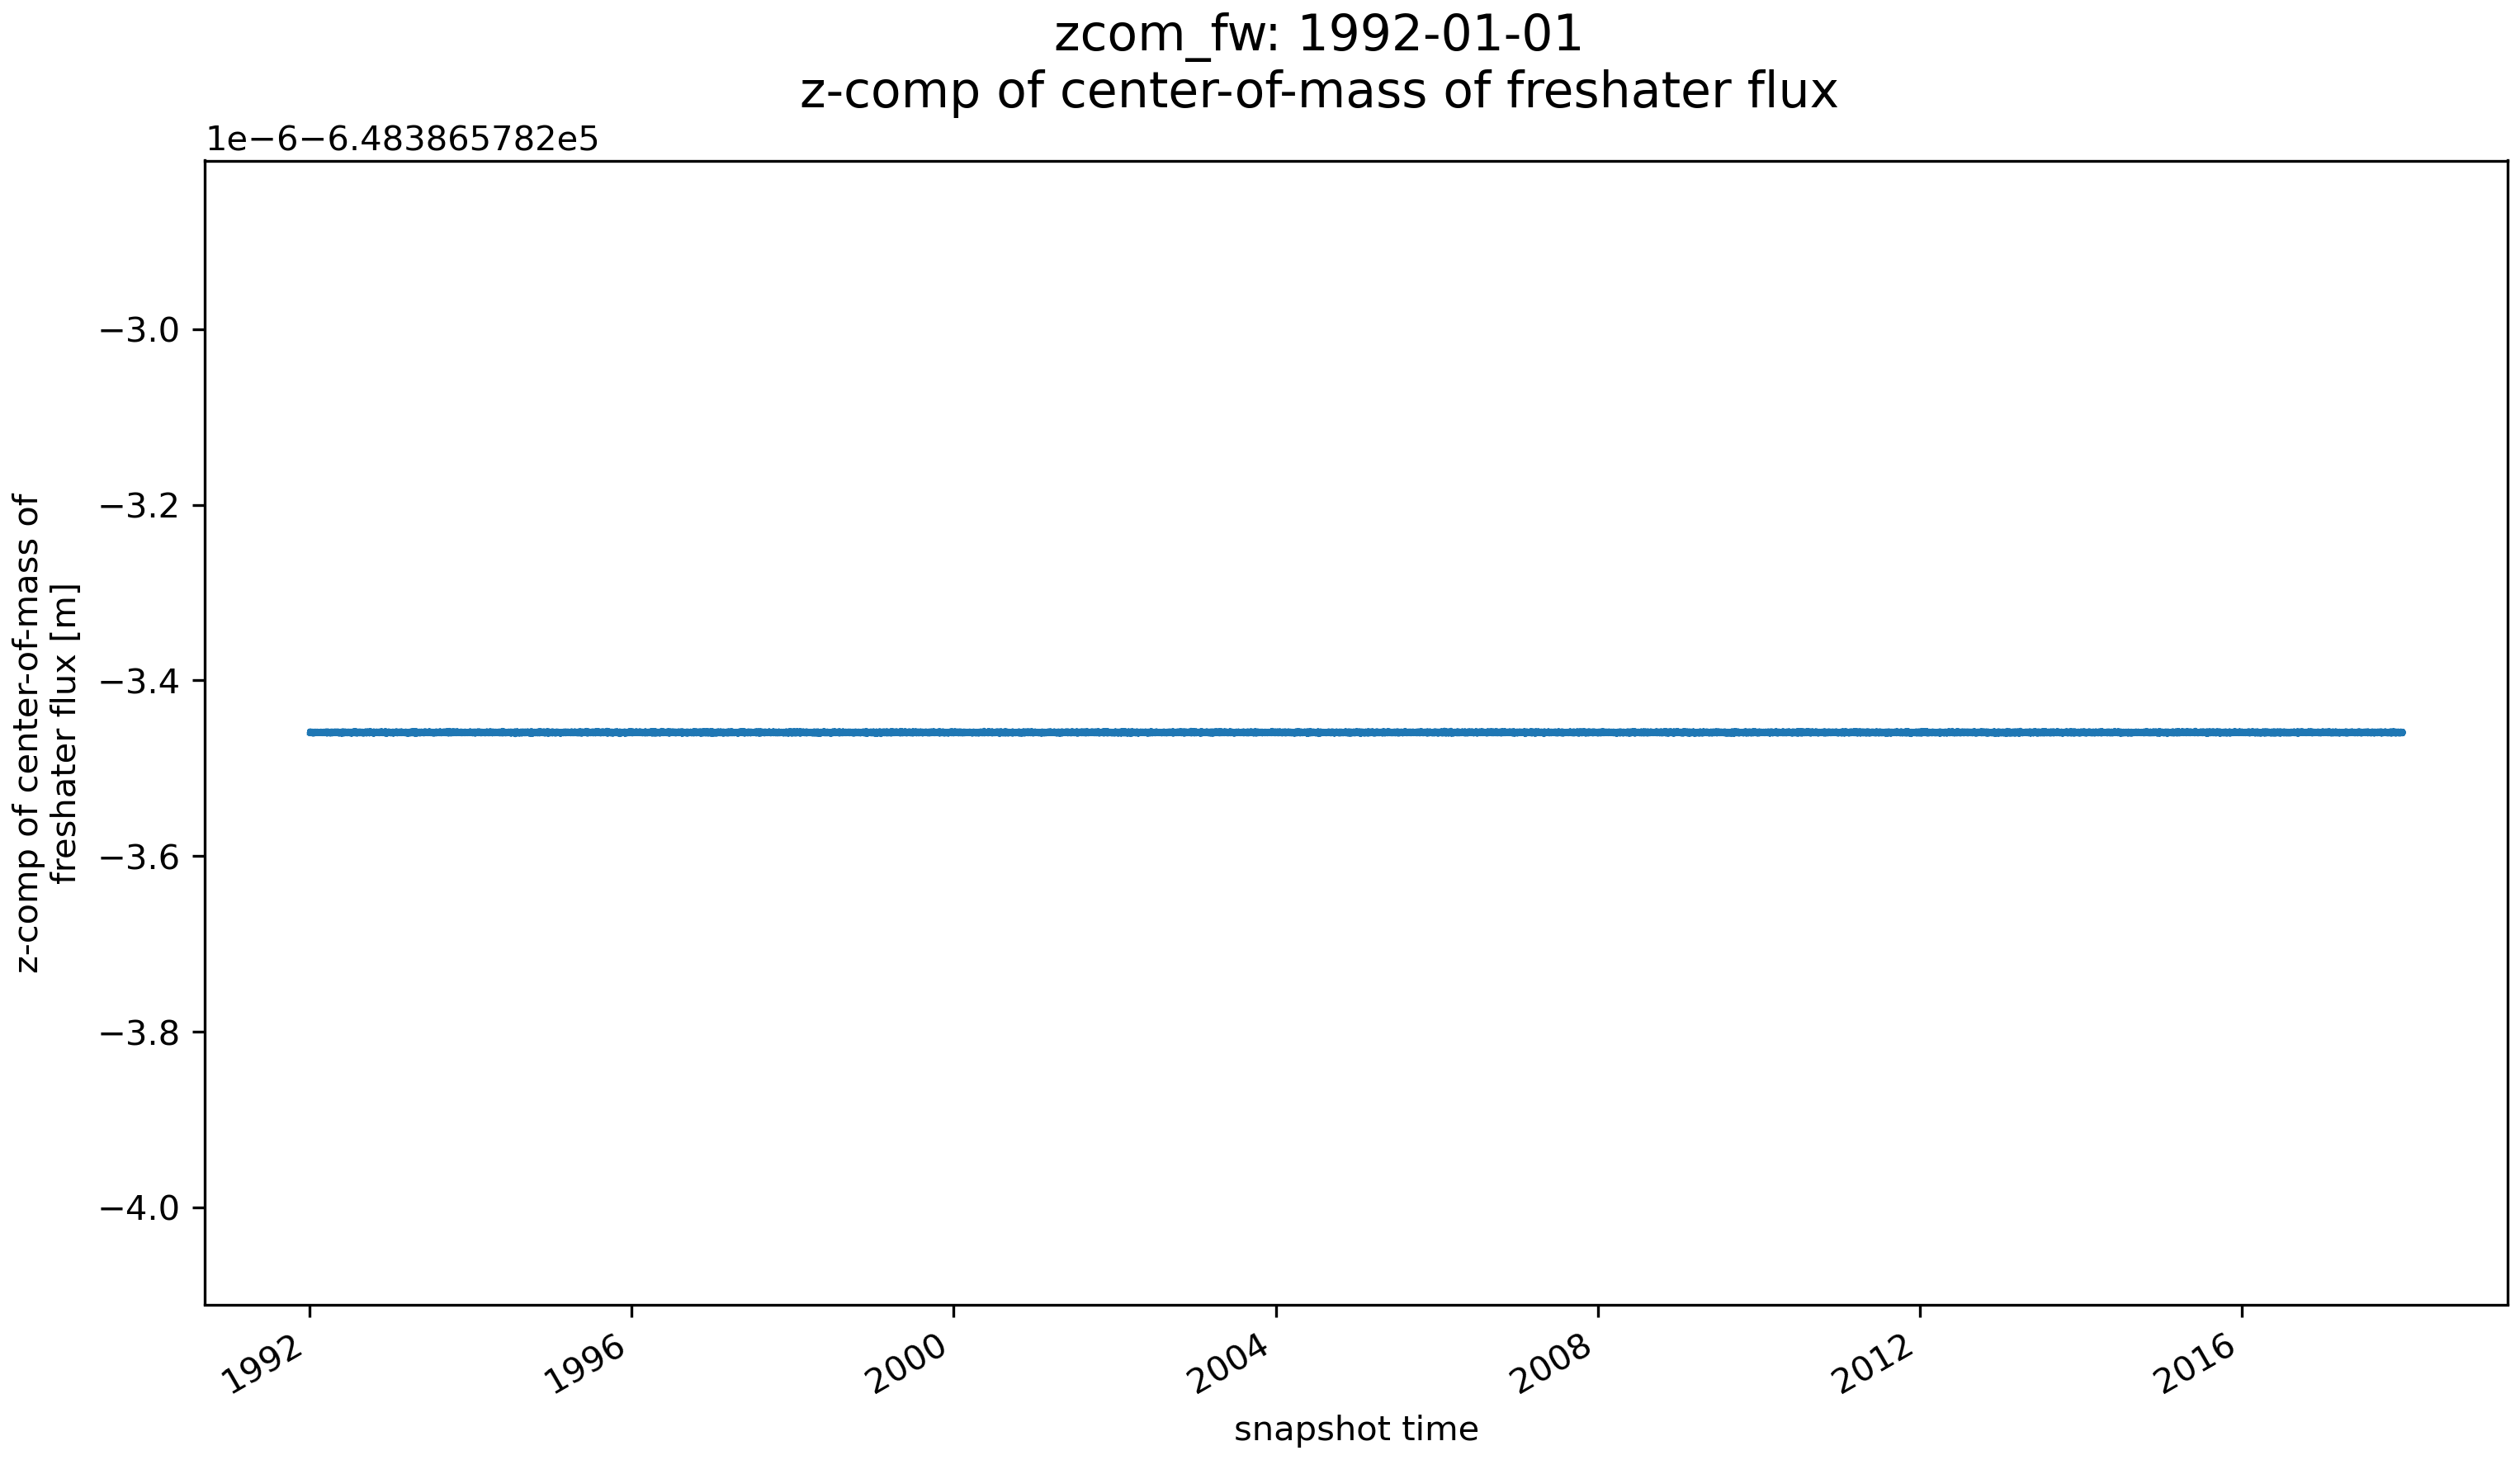 zcom_fw: 1992-01-01
z-comp of center-of-mass of freshater flux
1e−6−6.483865782e5
−3.0
−3.2
−3.4
−3.6
−3.8
−4.0
z-comp of center-of-mass of
freshater flux [m]
1992
1996
2000
2004
2008
2012
2016
snapshot time